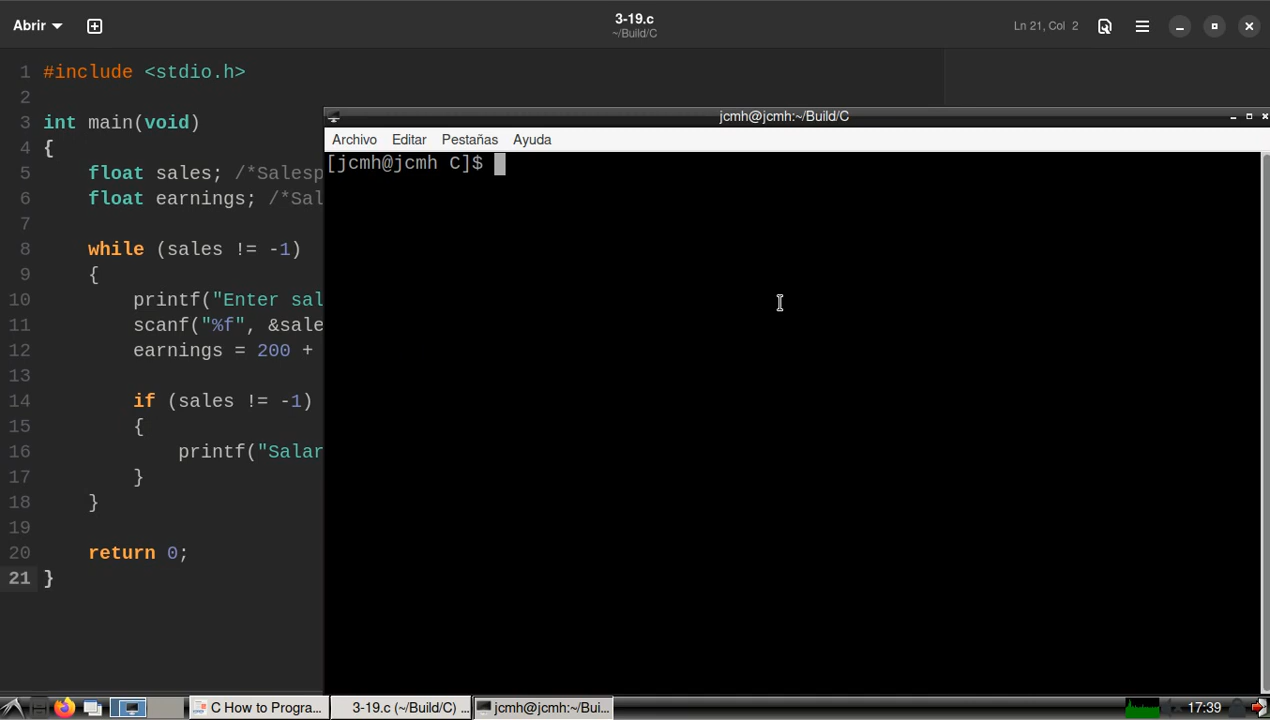 Abrir
3-19.c
~/Build/C
Ln 21, Col 2
1 #include <stdio.h>
2
3 int main(void)
4 {
5 float sales; /*Salesp
6 float earnings; /*Sal
7
8 while (sales != -1)
9 {
10 printf("Enter sal
11 scanf("%f", &sale
12 earnings = 200 +
13
14 if (sales != -1)
15 {
16 printf("Salar
17 }
18 }
19
20 return 0;
21 }
jcmh@jcmh:~/Build/C
Archivo Editar Pestañas Ayuda
[jcmh@jcmh C]$
C How to Progra...
3-19.c (~/Build/C) ...
jcmh@jcmh:~/Bui...
17:39